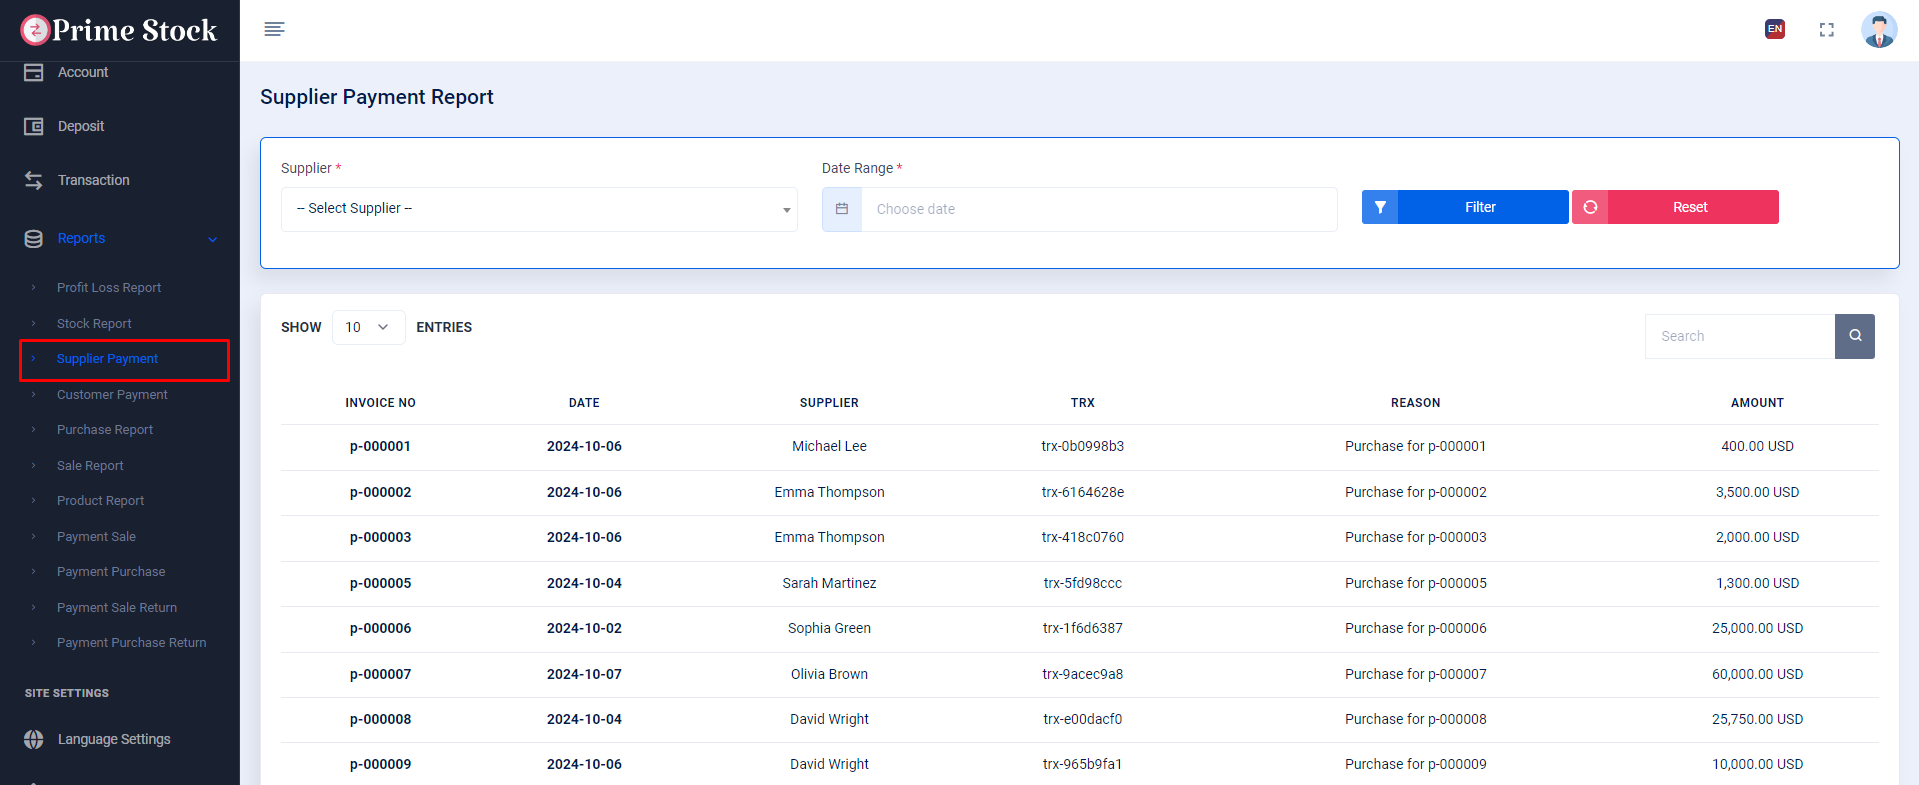 Prime Stock
EN
Account
Deposit
Transaction
Reports
Profit Loss Report
Stock Report
Supplier Payment
Customer Payment
Purchase Report
Sale Report
Product Report
Payment Sale
Payment Purchase
Payment Sale Return
Payment Purchase Return
SITE SETTINGS
Language Settings
Supplier Payment Report
Supplier * Date Range *
-- Select Supplier -- Choose date Filter Reset
SHOW 10 ENTRIES Search
INVOICE NO DATE SUPPLIER TRX REASON AMOUNT
p-000001 2024-10-06 Michael Lee trx-0b0998b3 Purchase for p-000001 400.00 USD
p-000002 2024-10-06 Emma Thompson trx-6164628e Purchase for p-000002 3,500.00 USD
p-000003 2024-10-06 Emma Thompson trx-418c0760 Purchase for p-000003 2,000.00 USD
p-000005 2024-10-04 Sarah Martinez trx-5fd98ccc Purchase for p-000005 1,300.00 USD
p-000006 2024-10-02 Sophia Green trx-1f6d6387 Purchase for p-000006 25,000.00 USD
p-000007 2024-10-07 Olivia Brown trx-9acec9a8 Purchase for p-000007 60,000.00 USD
p-000008 2024-10-04 David Wright trx-e00dacf0 Purchase for p-000008 25,750.00 USD
p-000009 2024-10-06 David Wright trx-965b9fa1 Purchase for p-000009 10,000.00 USD